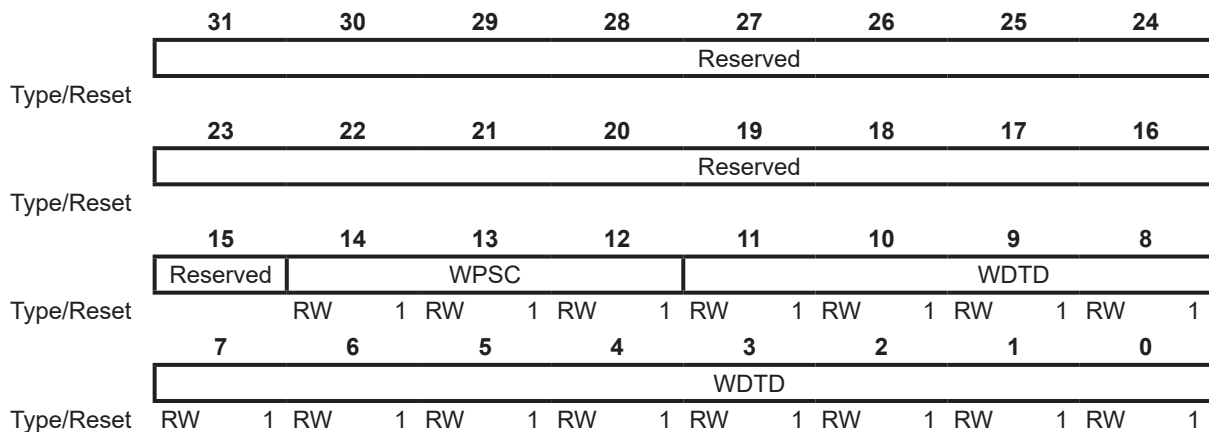 31 30 29 28 27 26 25 24
Reserved
Type/Reset
23 22 21 20 19 18 17 16
Reserved
Type/Reset
15 14 13 12 11 10 9 8
Reserved WPSC WDTD
Type/Reset RW 1 RW 1 RW 1 RW 1 RW 1 RW 1 RW 1
7 6 5 4 3 2 1 0
WDTD
Type/Reset RW 1 RW 1 RW 1 RW 1 RW 1 RW 1 RW 1 RW 1